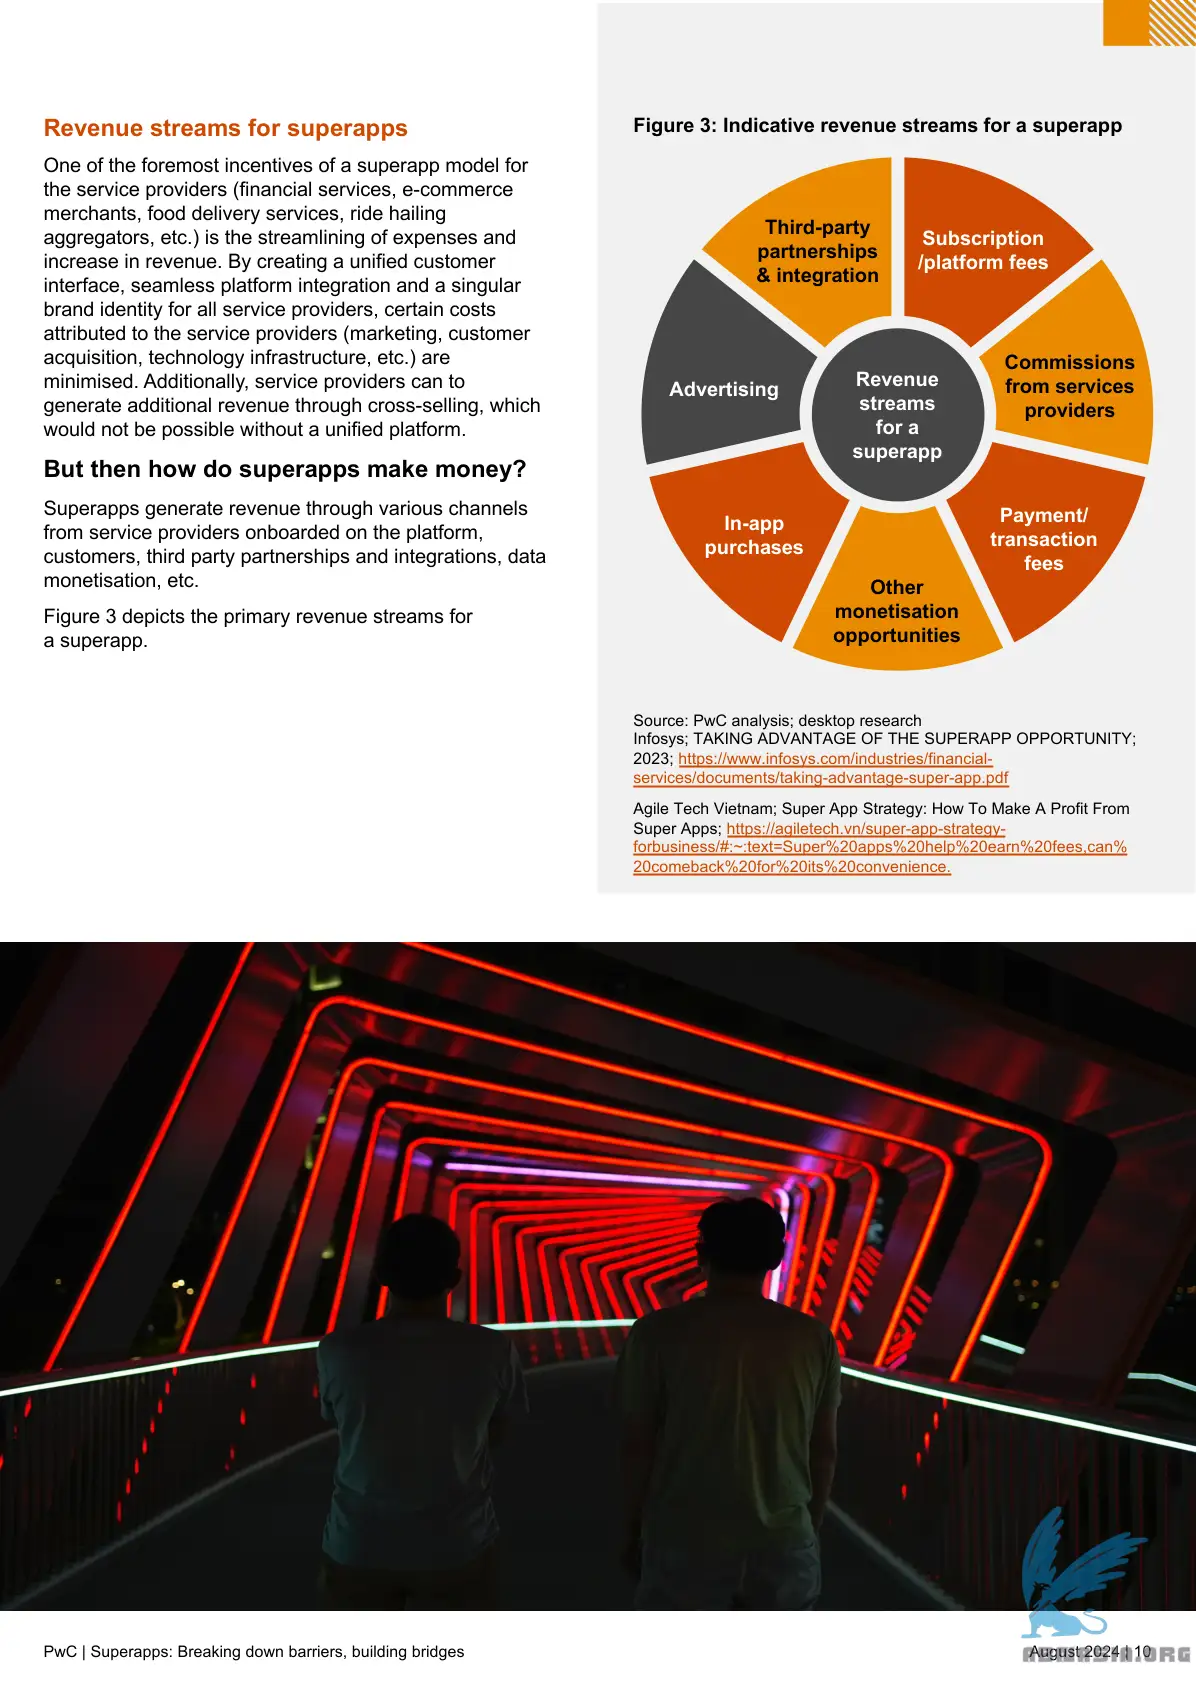 Revenue streams for superapps
One of the foremost incentives of a superapp model for
the service providers (financial services, e-commerce
merchants, food delivery services, ride hailing
aggregators, etc.) is the streamlining of expenses and
increase in revenue. By creating a unified customer
interface, seamless platform integration and a singular
brand identity for all service providers, certain costs
attributed to the service providers (marketing, customer
acquisition, technology infrastructure, etc.) are
minimised. Additionally, service providers can to
generate additional revenue through cross-selling, which
would not be possible without a unified platform.
But then how do superapps make money?
Superapps generate revenue through various channels
from service providers onboarded on the platform,
customers, third party partnerships and integrations, data
monetisation, etc.
Figure 3 depicts the primary revenue streams for
a superapp.
Figure 3: Indicative revenue streams for a superapp
Third-party
partnerships
& integration
Subscription
/platform fees
Commissions
from services
providers
Payment/
transaction
fees
Other
monetisation
opportunities
In-app
purchases
Advertising
Revenue
streams
for a
superapp
Source: PwC analysis; desktop research
Infosys; TAKING ADVANTAGE OF THE SUPERAPP OPPORTUNITY;
2023; https://www.infosys.com/industries/financial-
services/documents/taking-advantage-super-app.pdf
Agile Tech Vietnam; Super App Strategy: How To Make A Profit From
Super Apps; https://agiletech.vn/super-app-strategy-
forbusiness/#:~:text=Super%20apps%20help%20earn%20fees,can%
20comeback%20for%20its%20convenience.
PwC | Superapps: Breaking down barriers, building bridges
August 2024 | 10